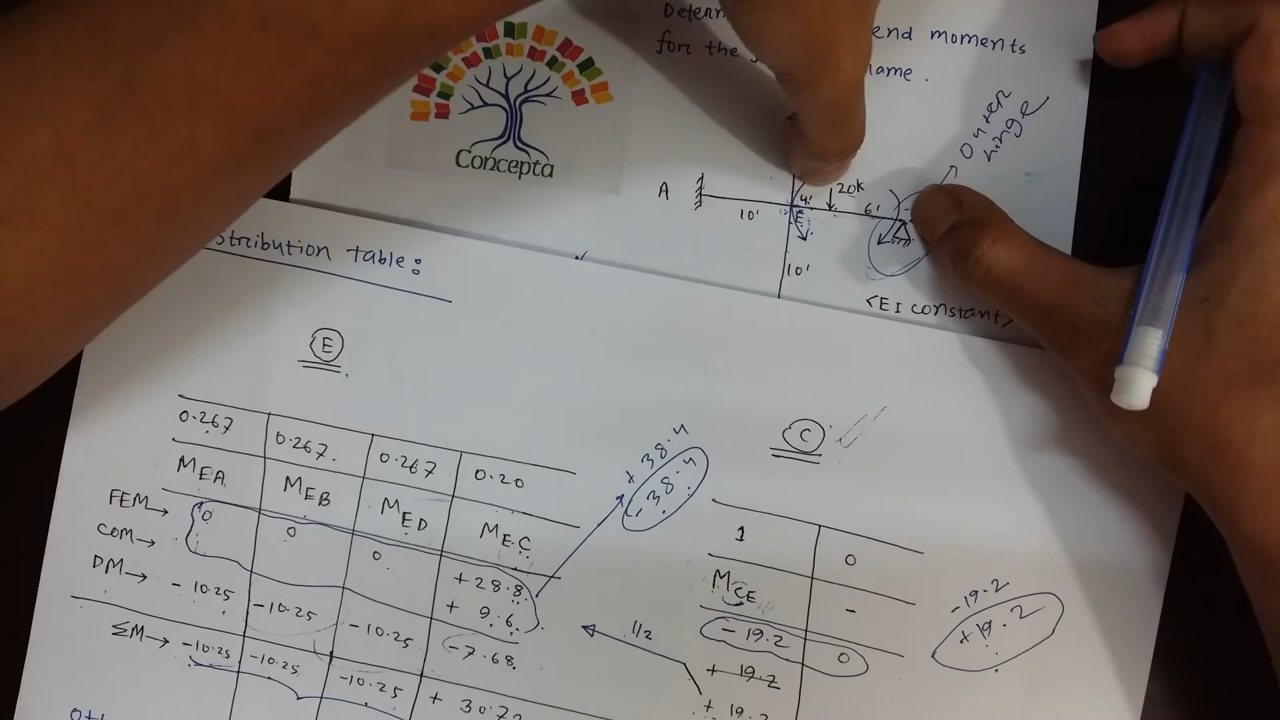 Concepta
end moments
for the
<EI constant>
Outer
hinge
A
10'
4'
20k
6'
E
10'
stribution table:
E
0.267 0.267. 0.267 0.20
MEA MEB MED MEC
FEM→ 0 0 0 +28.8
COM→ + 9.6
DM→ - 10.25 -10.25 -10.25 -7.68
ΣM→ -10.25 -10.25 -10.25 + 30.72
+ 38.4
- 38.4
C
1 0
MCE -
- 19.2 0
+ 19.2
+ 19.2
1/2
-19.2
+19.2